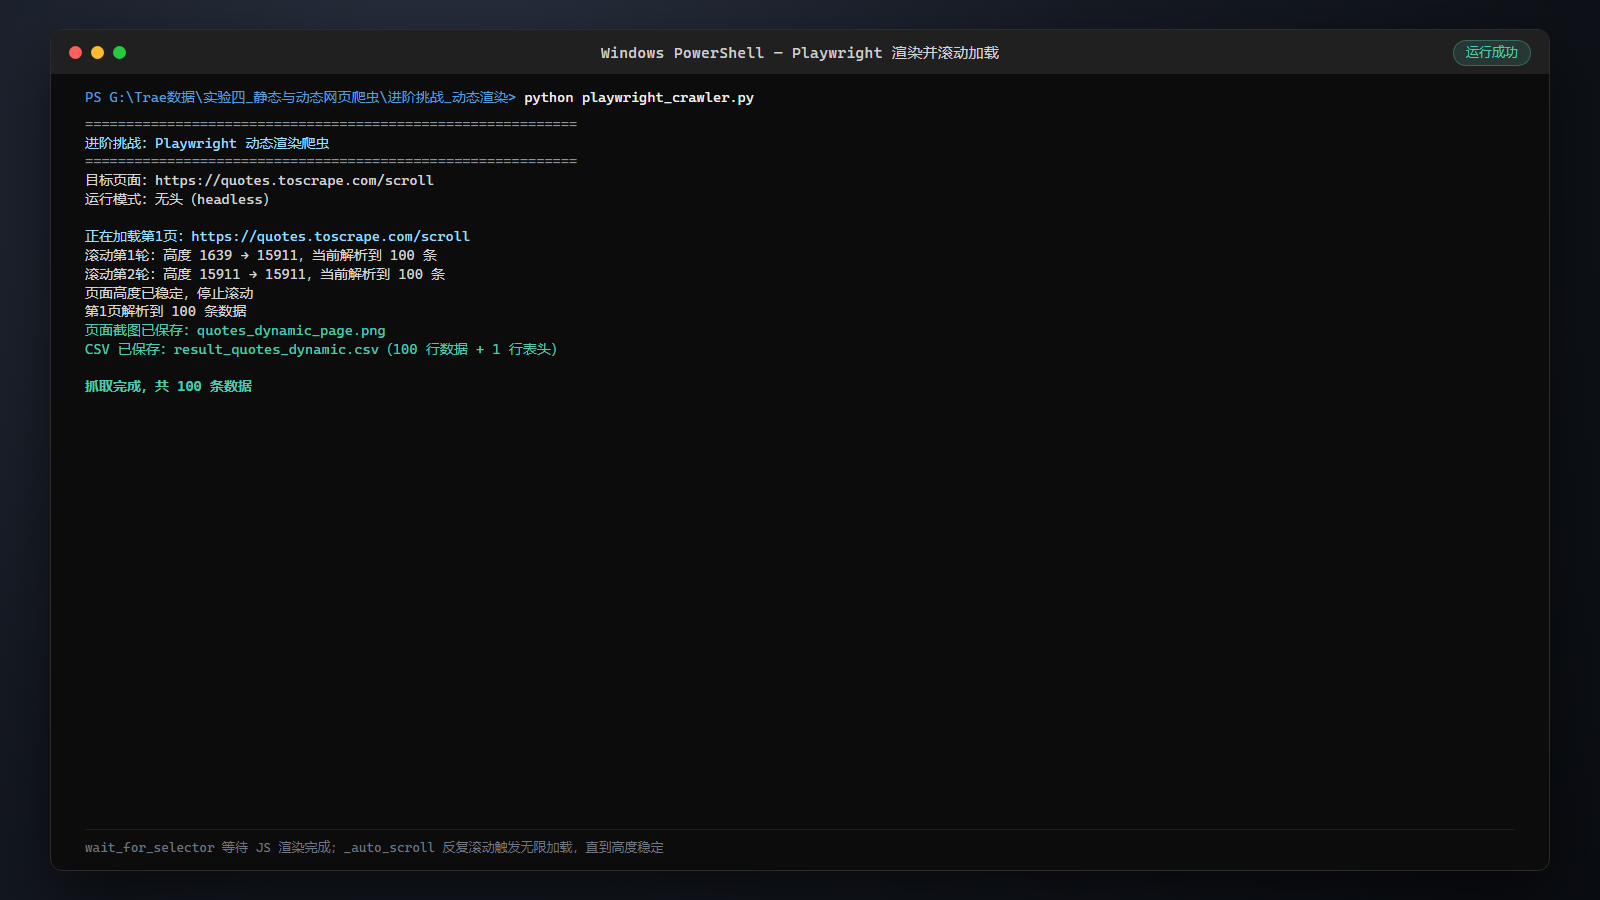 Windows PowerShell — Playwright 渲染并滚动加载
运行成功
PS G:\Trae数据\实验四_静态与动态网页爬虫\进阶挑战_动态渲染> python playwright_crawler.py
============================================================
进阶挑战：Playwright 动态渲染爬虫
============================================================
目标页面：https://quotes.toscrape.com/scroll
运行模式：无头（headless）
正在加载第1页：https://quotes.toscrape.com/scroll
滚动第1轮：高度 1639 → 15911，当前解析到 100 条
滚动第2轮：高度 15911 → 15911，当前解析到 100 条
页面高度已稳定，停止滚动
第1页解析到 100 条数据
页面截图已保存：quotes_dynamic_page.png
CSV 已保存：result_quotes_dynamic.csv（100 行数据 + 1 行表头）
抓取完成，共 100 条数据
wait_for_selector 等待 JS 渲染完成；_auto_scroll 反复滚动触发无限加载，直到高度稳定